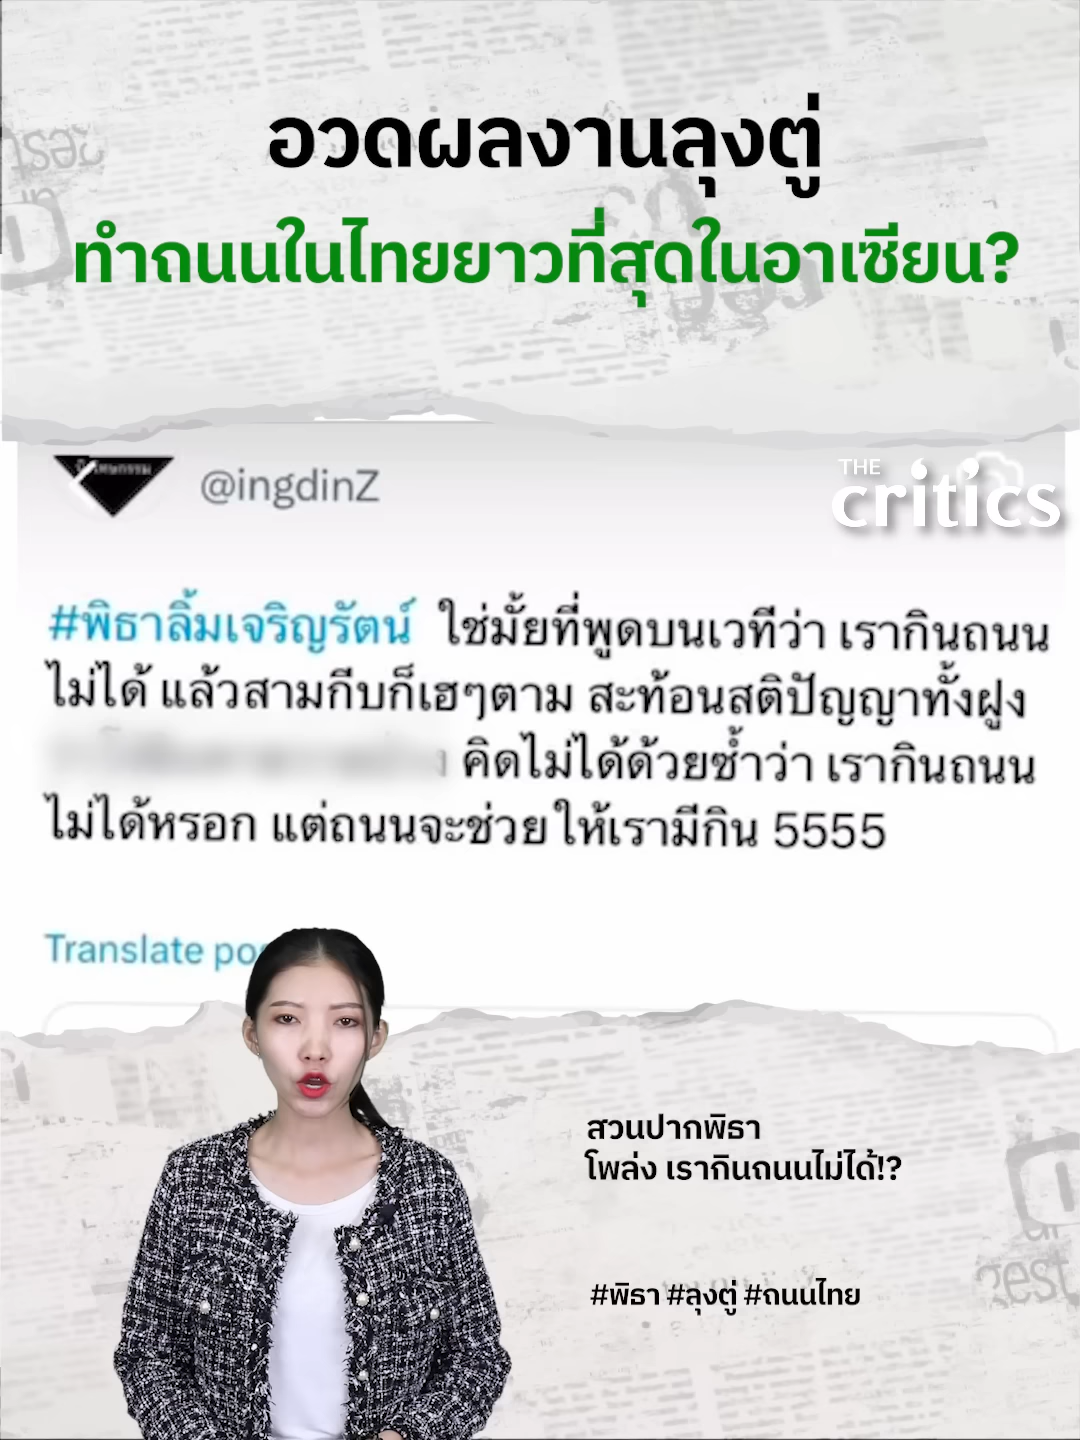 อวดผลงานลุงตู่
ทำถนนในไทยยาวที่สุดในอาเซียน?
@ingdinZ
THE
critics
#พิธาลิ้มเจริญรัตน์ ใช่มั้ยที่พูดบนเวทีว่า เรากินถนน
ไม่ได้ แล้วสามกีบก็เฮๆตาม สะท้อนสติปัญญาทั้งฝูง
คิดไม่ได้ด้วยซ้ำว่า เรากินถนน
ไม่ได้หรอก แต่ถนนจะช่วยให้เรามีกิน 5555
Translate pos
สวนปากพิธา
โพล่ง เรากินถนนไม่ได้!?
#พิธา #ลุงตู่ #ถนนไทย